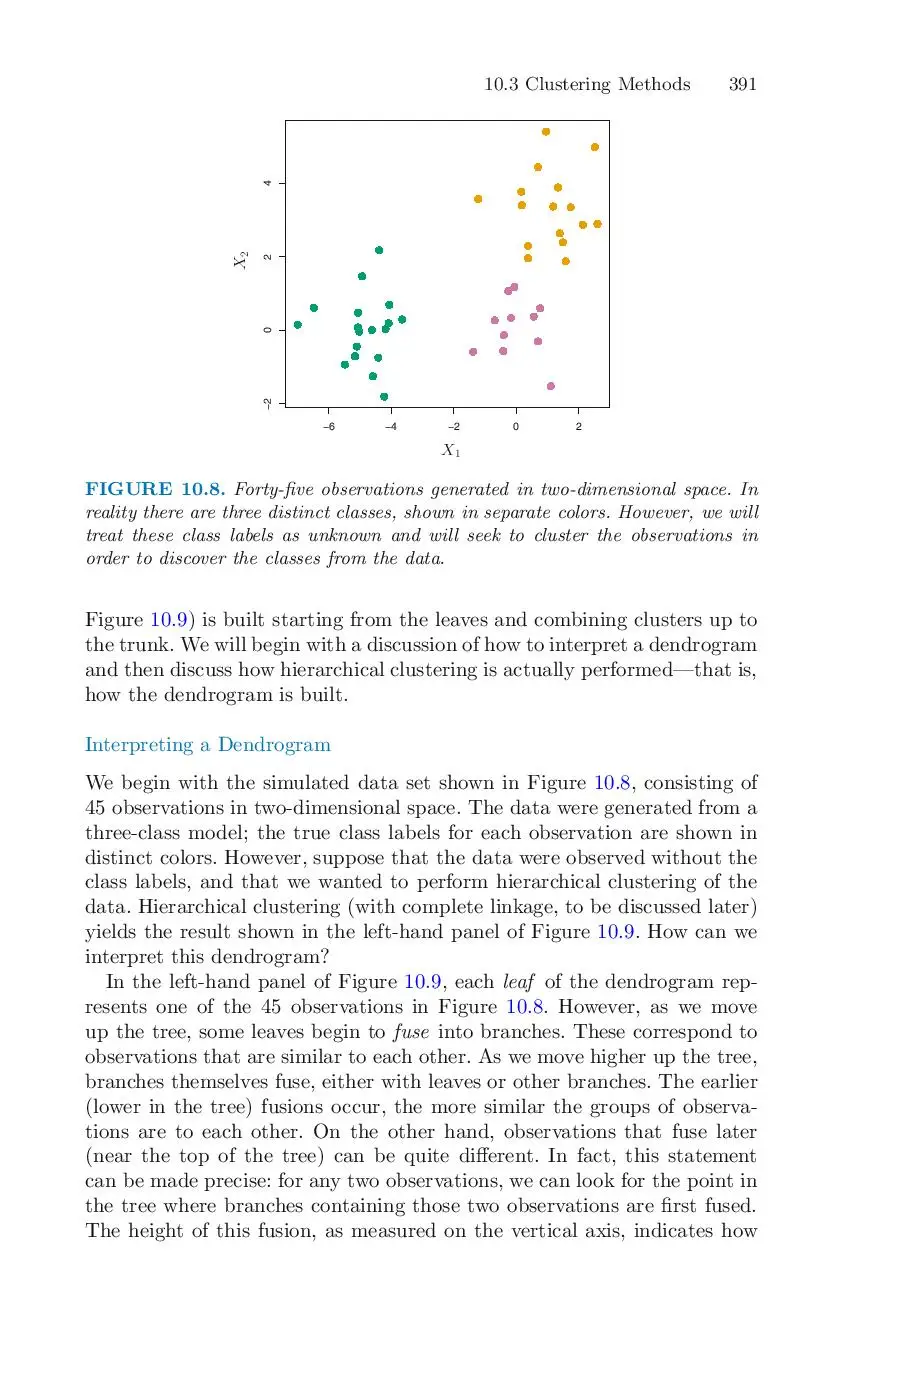 10.3 Clustering Methods 391
4
2
0
−2
X2
−6 −4 −2 0 2
X1
FIGURE 10.8. Forty-five observations generated in two-dimensional space. In
reality there are three distinct classes, shown in separate colors. However, we will
treat these class labels as unknown and will seek to cluster the observations in
order to discover the classes from the data.
Figure 10.9) is built starting from the leaves and combining clusters up to
the trunk. We will begin with a discussion of how to interpret a dendrogram
and then discuss how hierarchical clustering is actually performed—that is,
how the dendrogram is built.
Interpreting a Dendrogram
We begin with the simulated data set shown in Figure 10.8, consisting of
45 observations in two-dimensional space. The data were generated from a
three-class model; the true class labels for each observation are shown in
distinct colors. However, suppose that the data were observed without the
class labels, and that we wanted to perform hierarchical clustering of the
data. Hierarchical clustering (with complete linkage, to be discussed later)
yields the result shown in the left-hand panel of Figure 10.9. How can we
interpret this dendrogram?
In the left-hand panel of Figure 10.9, each leaf of the dendrogram rep-
resents one of the 45 observations in Figure 10.8. However, as we move
up the tree, some leaves begin to fuse into branches. These correspond to
observations that are similar to each other. As we move higher up the tree,
branches themselves fuse, either with leaves or other branches. The earlier
(lower in the tree) fusions occur, the more similar the groups of observa-
tions are to each other. On the other hand, observations that fuse later
(near the top of the tree) can be quite different. In fact, this statement
can be made precise: for any two observations, we can look for the point in
the tree where branches containing those two observations are first fused.
The height of this fusion, as measured on the vertical axis, indicates how